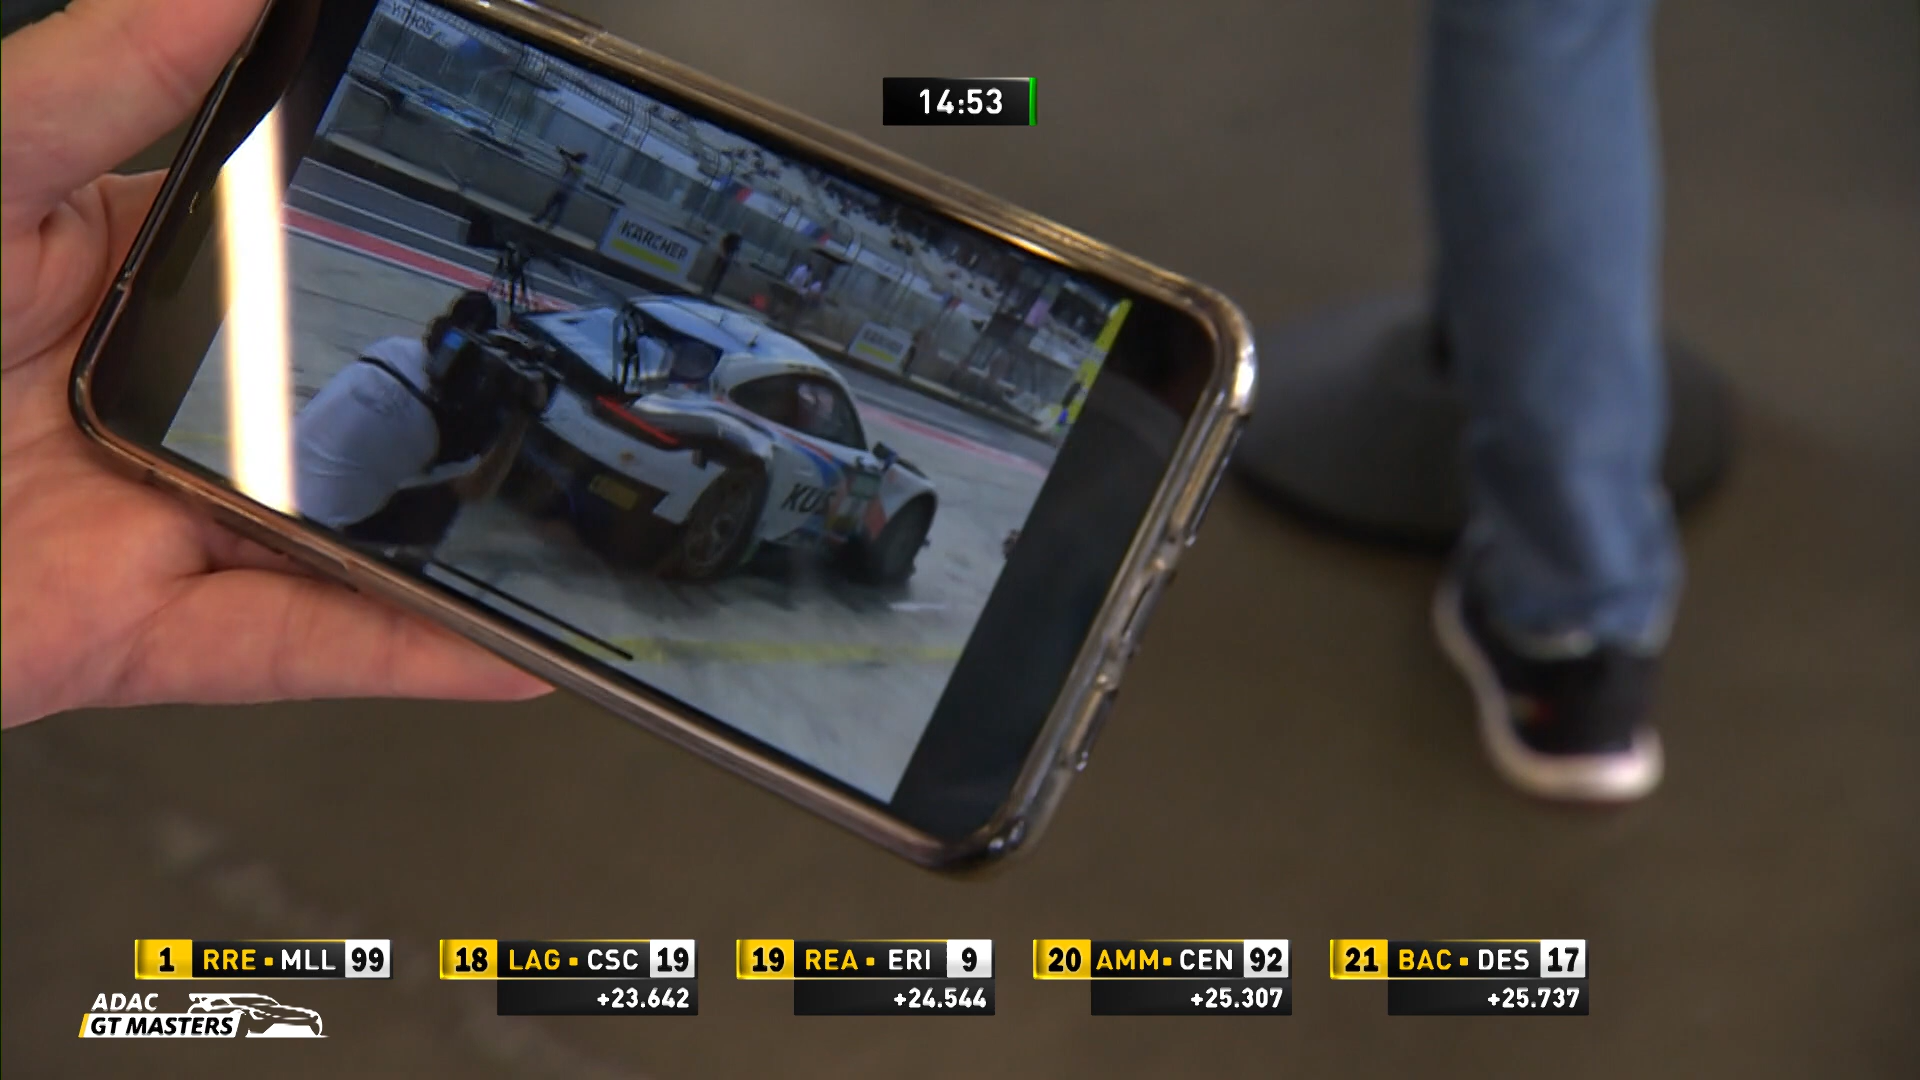 14:53
KÄRCHER
KÄRCHER
KUS
1 RRE MLL 99
18 LAG CSC 19
+23.642
19 REA ERI 9
+24.544
20 AMM CEN 92
+25.307
21 BAC DES 17
+25.737
ADAC
GT MASTERS